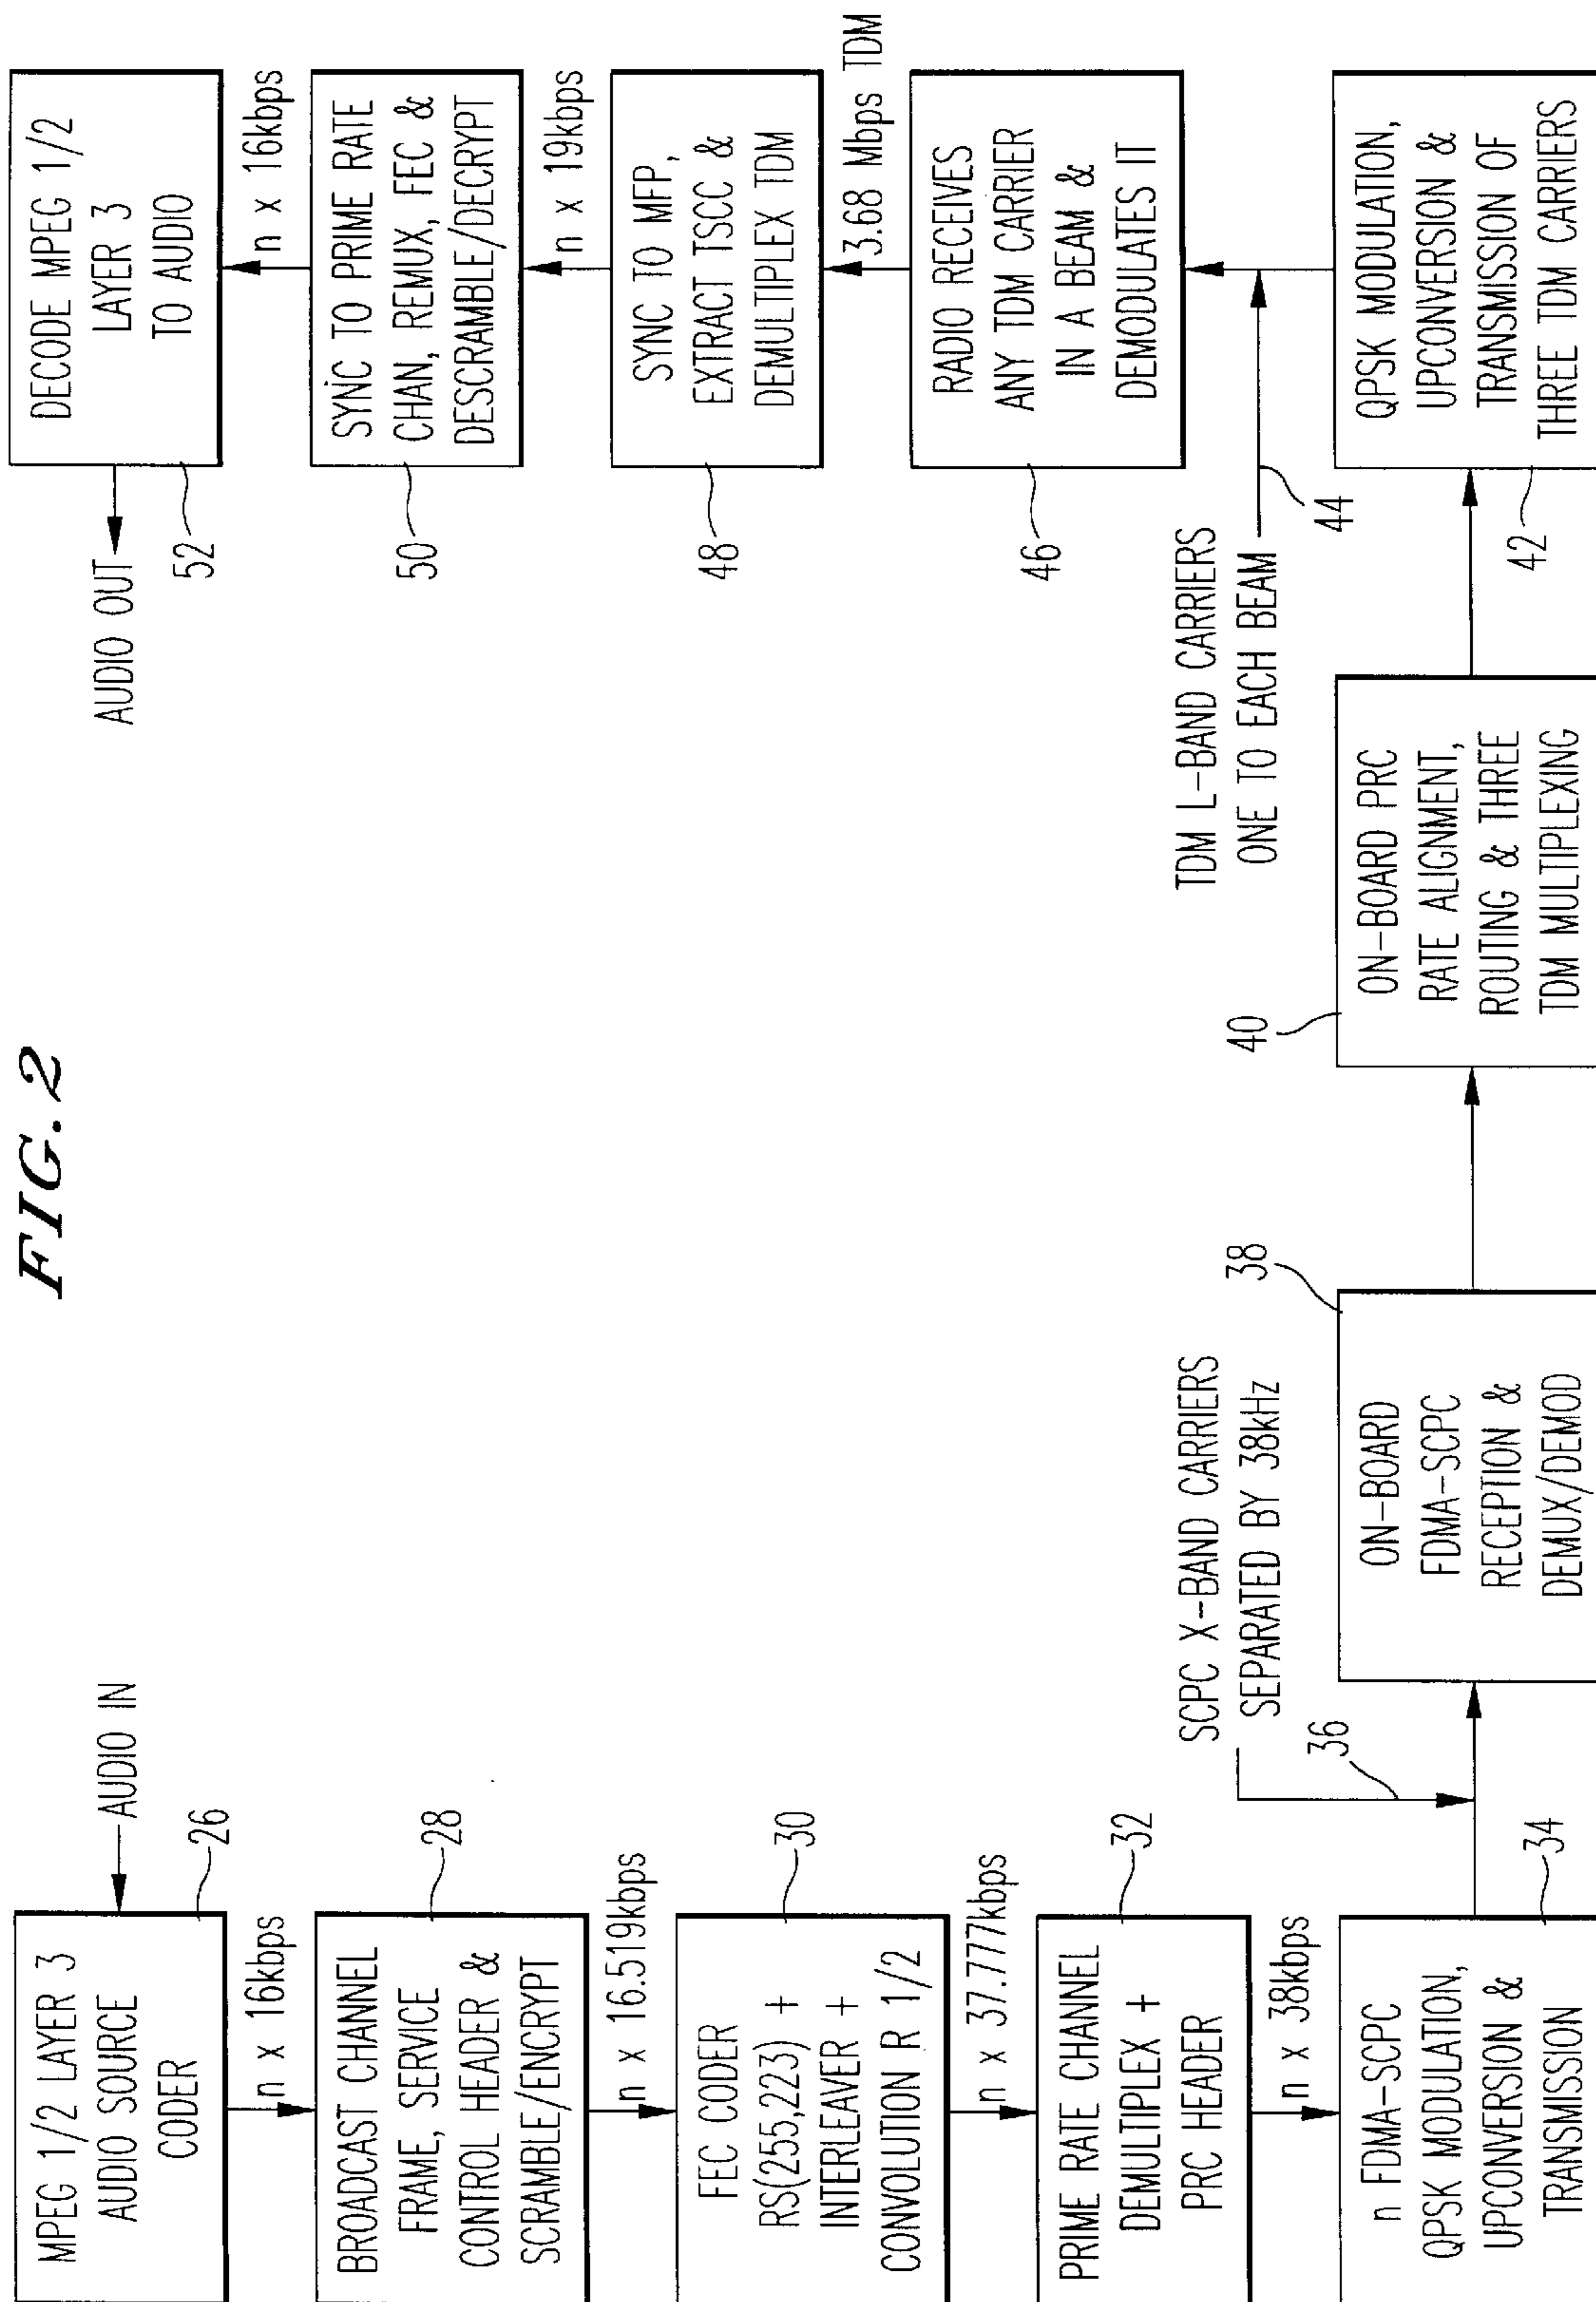 FIG. 2
AUDIO IN
MPEG 1/2 LAYER 3
AUDIO SOURCE
CODER
26
n x 16kbps
BROADCAST CHANNEL
FRAME, SERVICE
CONTROL HEADER &
SCRAMBLE/ENCRYPT
28
n x 16.519kbps
FEC CODER
RS(255,223) +
INTERLEAVER +
CONVOLUTION R 1/2
30
n x 37.777kbps
PRIME RATE CHANNEL
DEMULTIPLEX +
PRC HEADER
32
n x 38kbps
n FDMA-SCPC
QPSK MODULATION,
UPCONVERSION &
TRANSMISSION
34
SCPC X-BAND CARRIERS
SEPARATED BY 38kHz
36
ON-BOARD
FDMA-SCPC
RECEPTION &
DEMUX/DEMOD
38
ON-BOARD PRC
RATE ALIGNMENT,
ROUTING & THREE
TDM MULTIPLEXING
40
QPSK MODULATION,
UPCONVERSION &
TRANSMISSION OF
THREE TDM CARRIERS
42
TDM L-BAND CARRIERS
ONE TO EACH BEAM
44
RADIO RECEIVES
ANY TDM CARRIER
IN A BEAM &
DEMODULATES IT
46
3.68 Mbps TDM
SYNC TO MFP,
EXTRACT TSCC &
DEMULTIPLEX TDM
48
n x 19kbps
SYNC TO PRIME RATE
CHAN, REMUX, FEC &
DESCRAMBLE/DECRYPT
50
n x 16kbps
DECODE MPEG 1/2
LAYER 3
TO AUDIO
52
AUDIO OUT